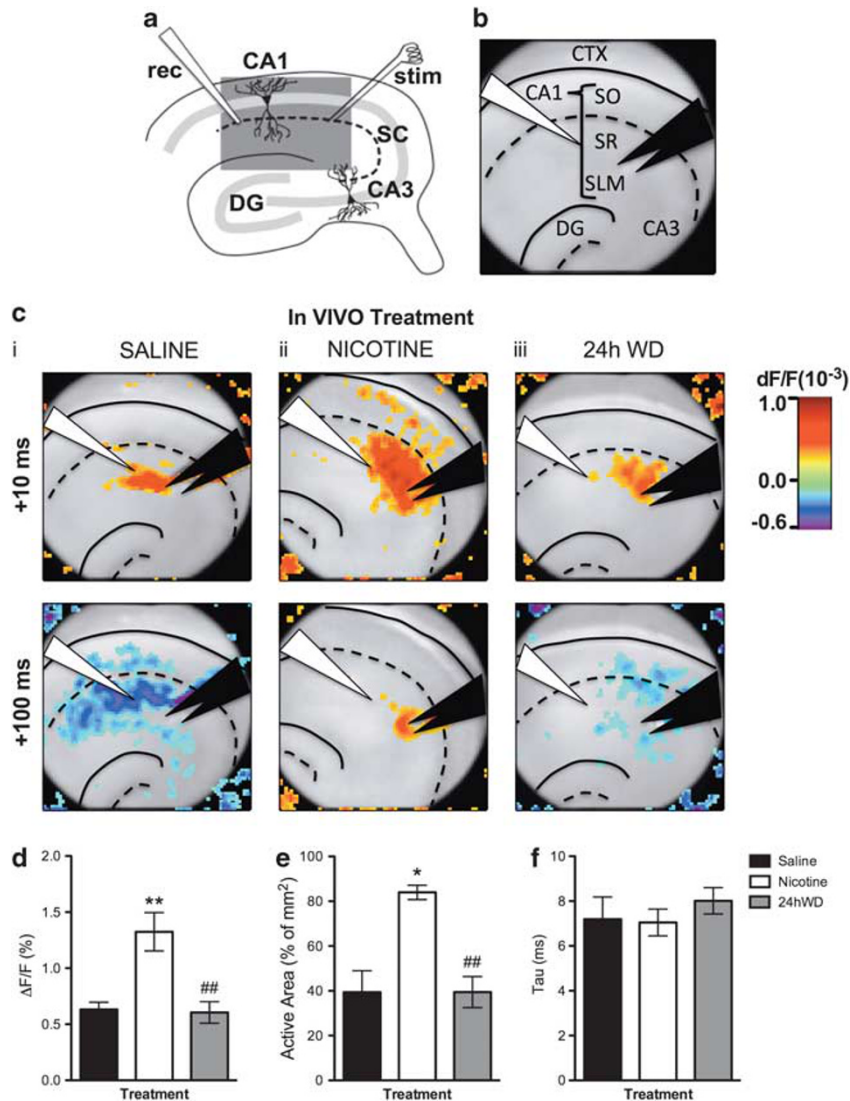 a
rec
CA1
stim
SC
CA3
DG
b
CTX
CA1
SO
SR
SLM
DG
CA3
c
In VIVO Treatment
i
SALINE
ii
NICOTINE
iii
24h WD
dF/F(10⁻³)
1.0
0.0
-0.6
+10 ms
+100 ms
d
2.0
1.5
1.0
0.5
0.0
ΔF/F (%)
**
##
Treatment
e
100
80
60
40
20
0
Active Area (% of mm²)
*
##
Treatment
f
10
8
6
4
2
0
Tau (ms)
Treatment
Saline
Nicotine
24hWD